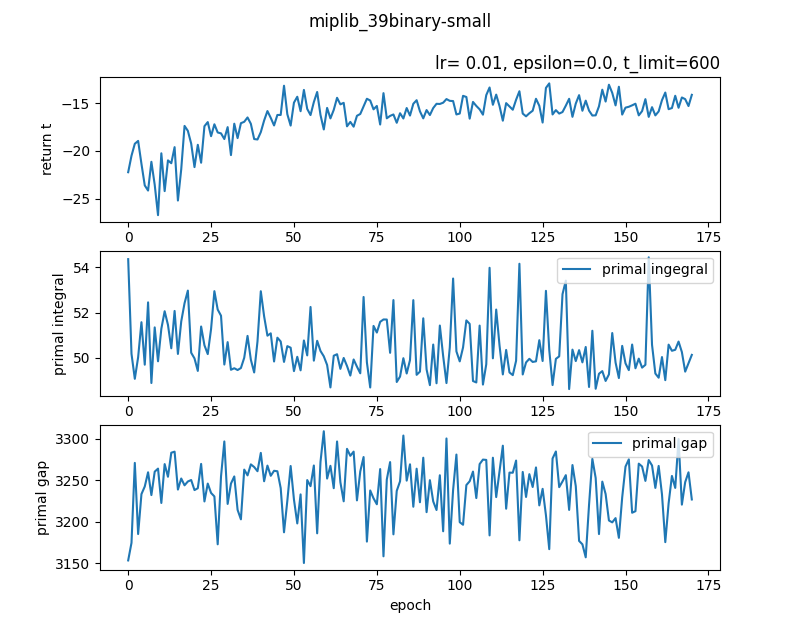 miplib_39binary-small
lr= 0.01, epsilon=0.0, t_limit=600
return t
−15
−20
−25
0 25 50 75 100 125 150 175
primal integral
54
52
50
primal ingegral
0 25 50 75 100 125 150 175
primal gap
3300
3250
3200
3150
primal gap
0 25 50 75 100 125 150 175
epoch